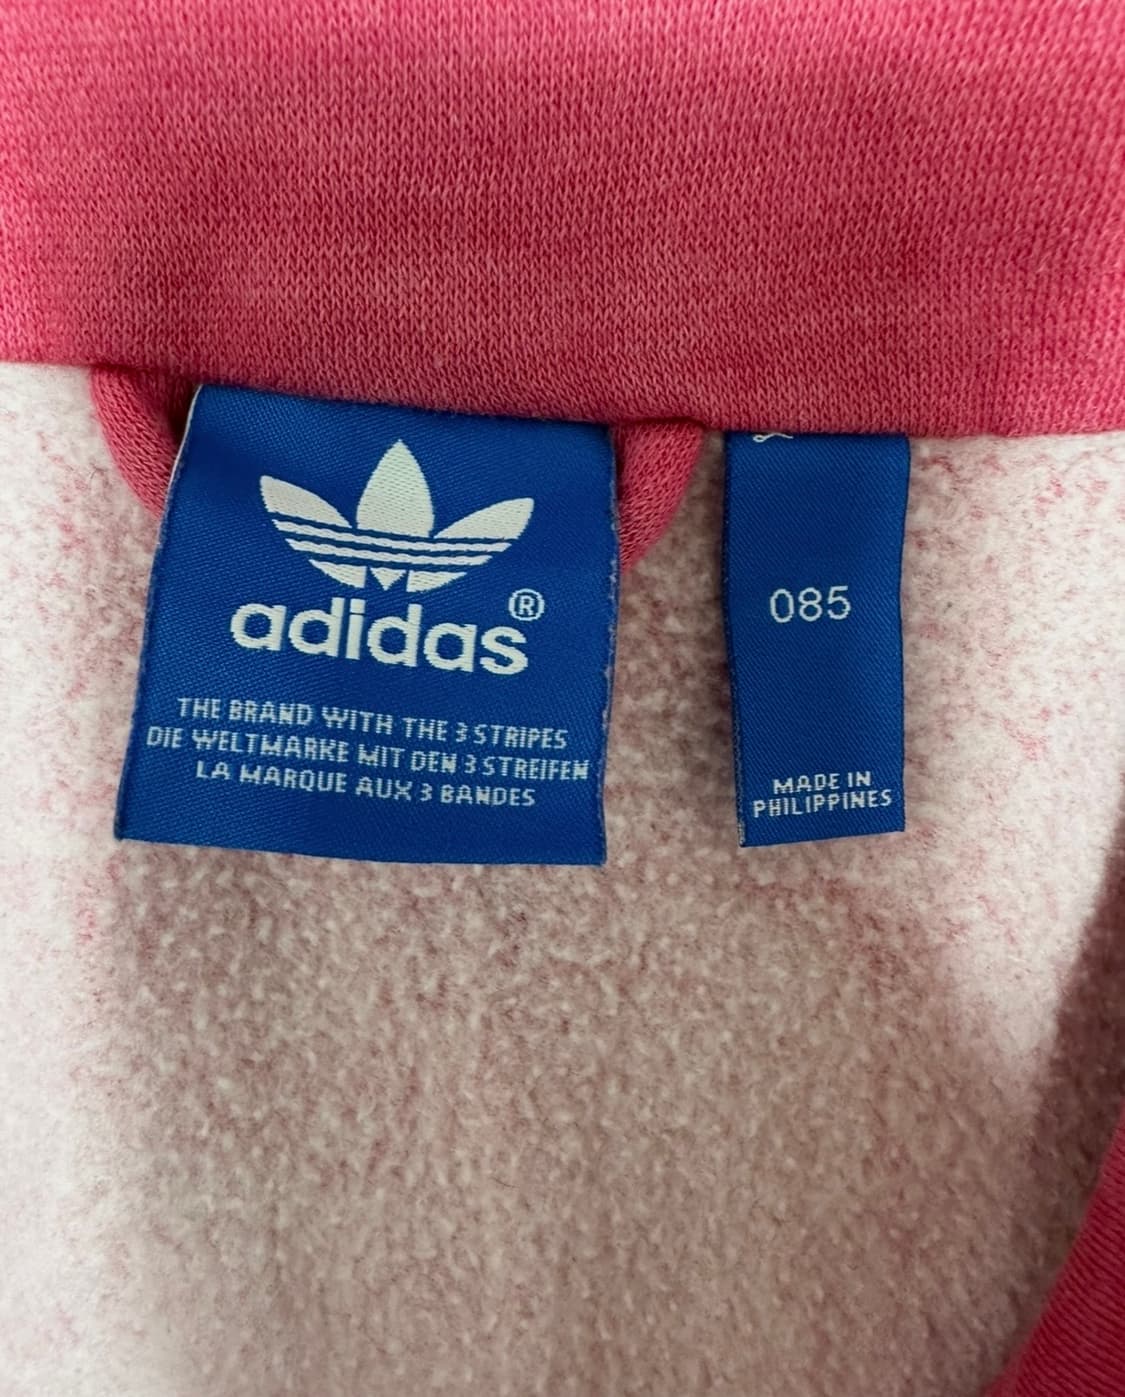 adidas®
THE BRAND WITH THE 3 STRIPES
DIE WELTMARKE MIT DEN 3 STREIFEN
LA MARQUE AUX 3 BANDES
085
MADE IN
PHILIPPINES